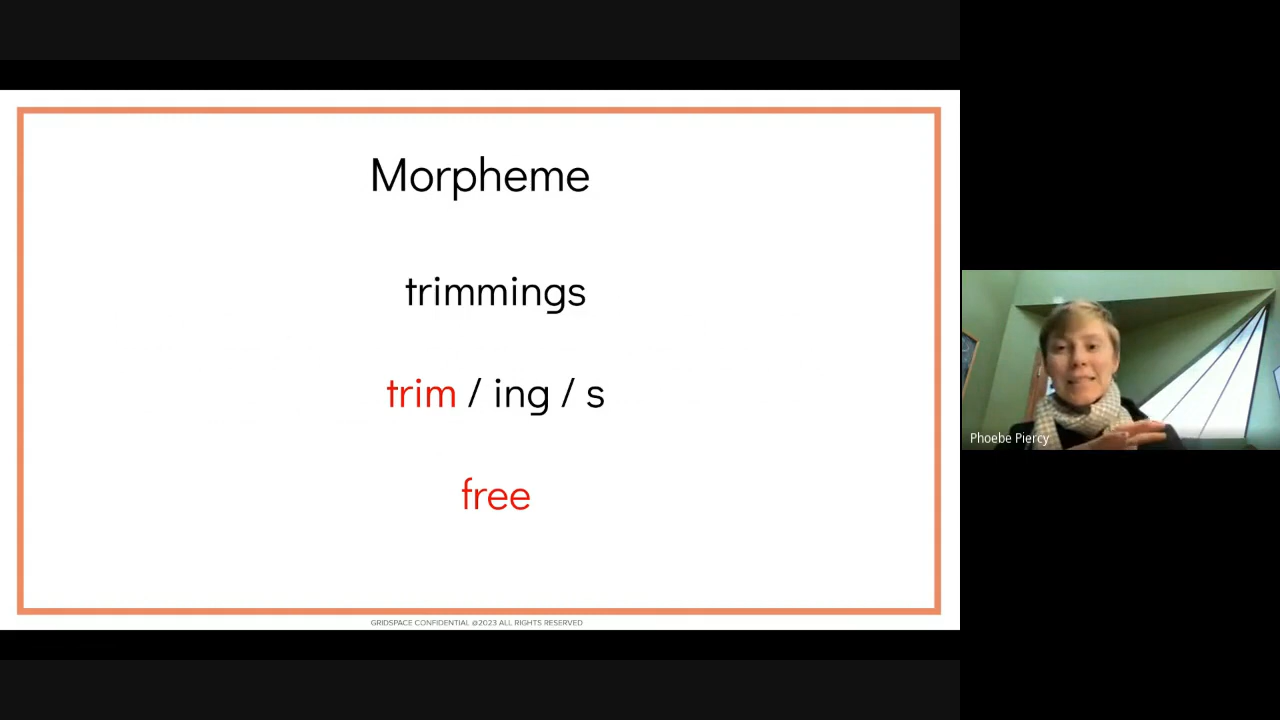 Morpheme
trimmings
trim / ing / s
free
GRIDSPACE CONFIDENTIAL @2023 ALL RIGHTS RESERVED
Phoebe Piercy